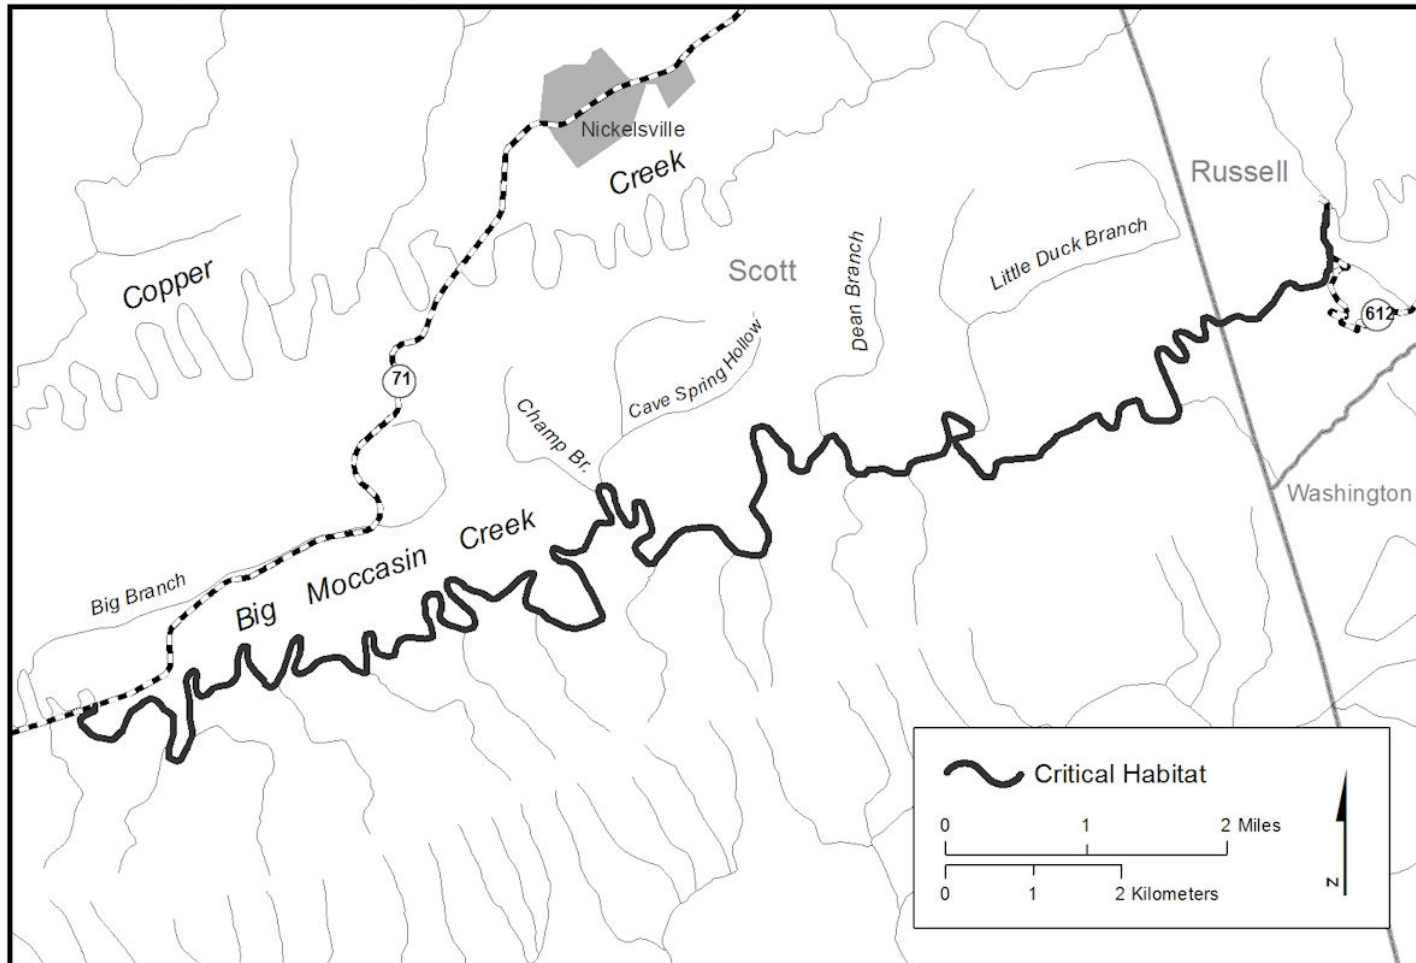 Nickelsville
Creek
Russell
Copper
Scott
Dean Branch
Little Duck Branch
612
71
Cave Spring Hollow
Champ Br.
Washington
Big Moccasin Creek
Big Branch
Critical Habitat
0 1 2 Miles
0 1 2 Kilometers
N